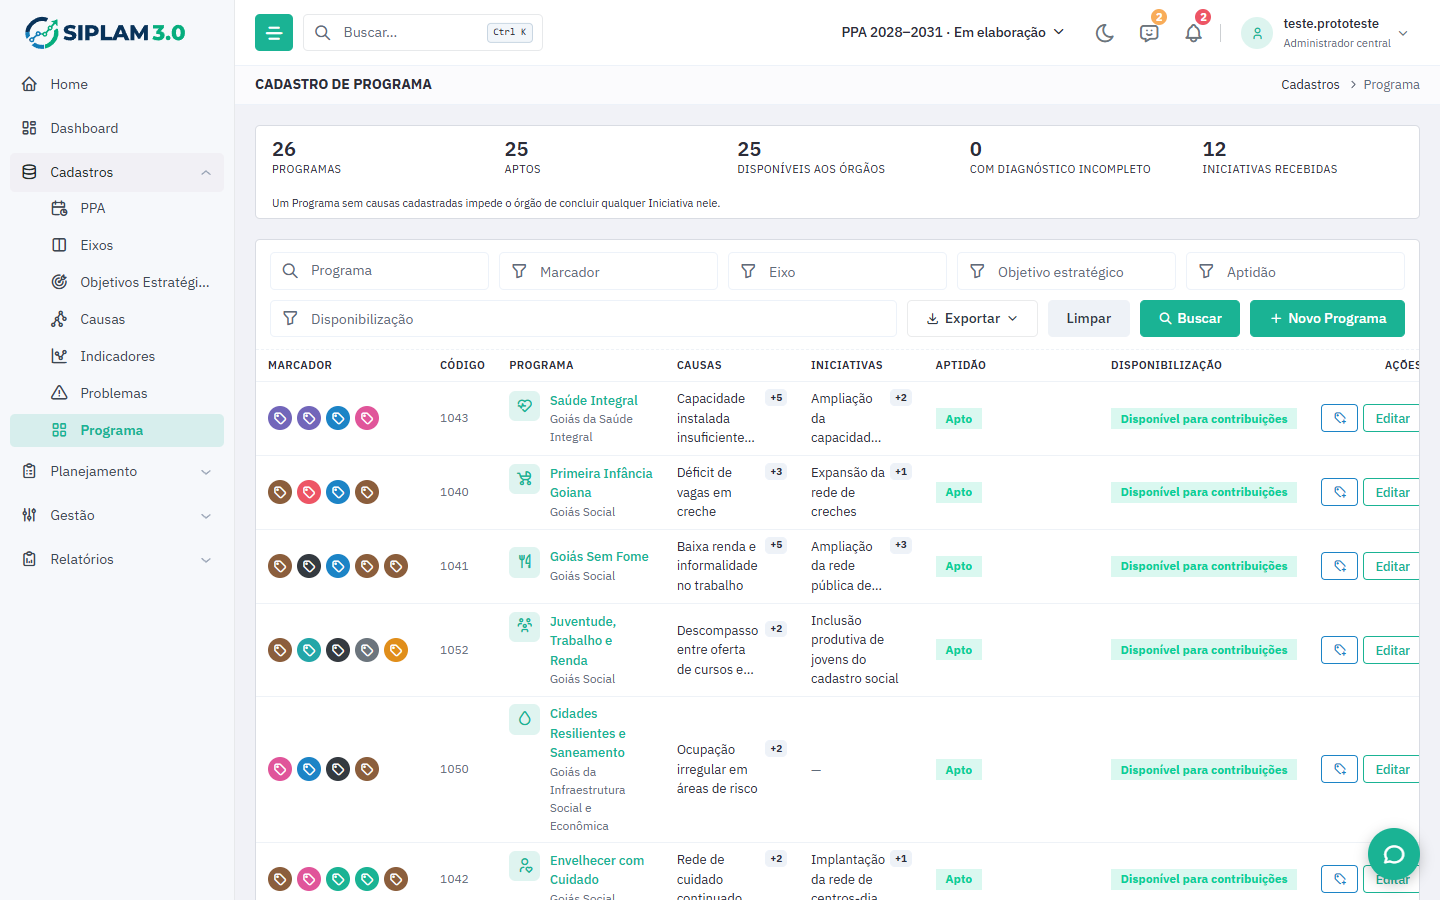 SIPLAM 3.0
Buscar...
Ctrl K
PPA 2028–2031 · Em elaboração
2
2
teste.prototeste
Administrador central
Home
Dashboard
Cadastros
PPA
Eixos
Objetivos Estratégi...
Causas
Indicadores
Problemas
Programa
Planejamento
Gestão
Relatórios
CADASTRO DE PROGRAMA
Cadastros > Programa
26
PROGRAMAS
25
APTOS
25
DISPONÍVEIS AOS ÓRGÃOS
0
COM DIAGNÓSTICO INCOMPLETO
12
INICIATIVAS RECEBIDAS
Um Programa sem causas cadastradas impede o órgão de concluir qualquer Iniciativa nele.
Programa
Marcador
Eixo
Objetivo estratégico
Aptidão
Disponibilização
Exportar
Limpar
Buscar
Novo Programa
MARCADOR CÓDIGO PROGRAMA CAUSAS INICIATIVAS APTIDÃO DISPONIBILIZAÇÃO AÇÕES
1043
Saúde Integral
Goiás da Saúde
Integral
Capacidade
instalada
insuficiente...
+5
Ampliação
da
capacidad...
+2
Apto
Disponível para contribuições
Editar
1040
Primeira Infância
Goiana
Goiás Social
Déficit de
vagas em
creche
+3
Expansão da
rede de
creches
+1
Apto
Disponível para contribuições
Editar
1041
Goiás Sem Fome
Goiás Social
Baixa renda e
informalidade
no trabalho
+5
Ampliação
da rede
pública de...
+3
Apto
Disponível para contribuições
Editar
1052
Juventude,
Trabalho e
Renda
Goiás Social
Descompasso
entre oferta
de cursos e...
+2
Inclusão
produtiva de
jovens do
cadastro social
Apto
Disponível para contribuições
Editar
1050
Cidades
Resilientes e
Saneamento
Goiás da
Infraestrutura
Social e
Econômica
Ocupação
irregular em
áreas de risco
+2
—
Apto
Disponível para contribuições
Editar
1042
Envelhecer com
Cuidado
Goiás Social
Rede de
cuidado
continuado
+2
Implantação
da rede de
centros-dia
+1
Apto
Disponível para contribuições
Editar